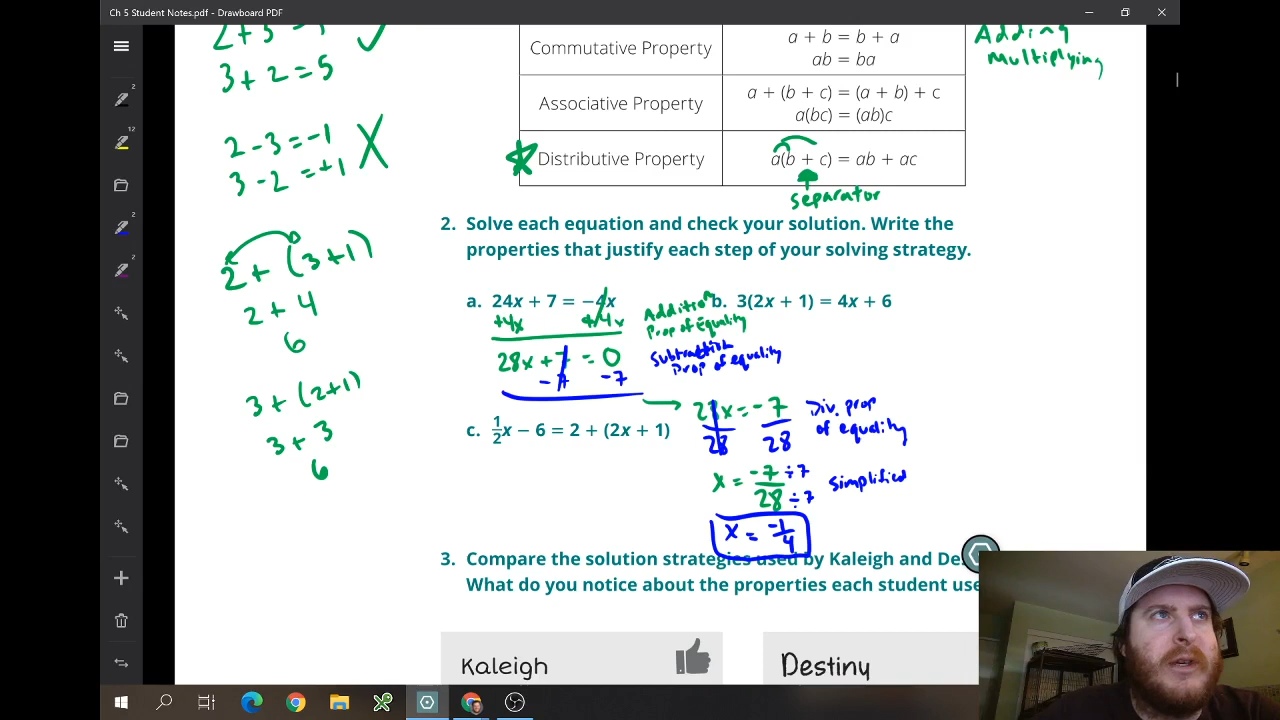 Ch 5 Student Notes.pdf - Drawboard PDF
3 + 2 = 5
2 - 3 = -1
3 - 2 = +1
2 + (3+1)
2 + 4
6
3 + (2+1)
3 + 3
6
Commutative Property
a + b = b + a
ab = ba
Adding
Multiplying
Associative Property
a + (b + c) = (a + b) + c
a(bc) = (ab)c
Distributive Property
a(b + c) = ab + ac
separator
2. Solve each equation and check your solution. Write the
properties that justify each step of your solving strategy.
a. 24x + 7 = −4x
+4x +4x
Addition
Prop of Equality
28x + 7 = 0
- 7 -7
Subtraction
Prop of equality
b. 3(2x + 1) = 4x + 6
28x = -7
28 28
Div. prop
of equality
x = -7 ÷7
28 ÷7
simplified
x = -1/4
c. 1/2x − 6 = 2 + (2x + 1)
3. Compare the solution strategies used by Kaleigh and De
What do you notice about the properties each student use
Kaleigh
Destiny
2
12
2
2